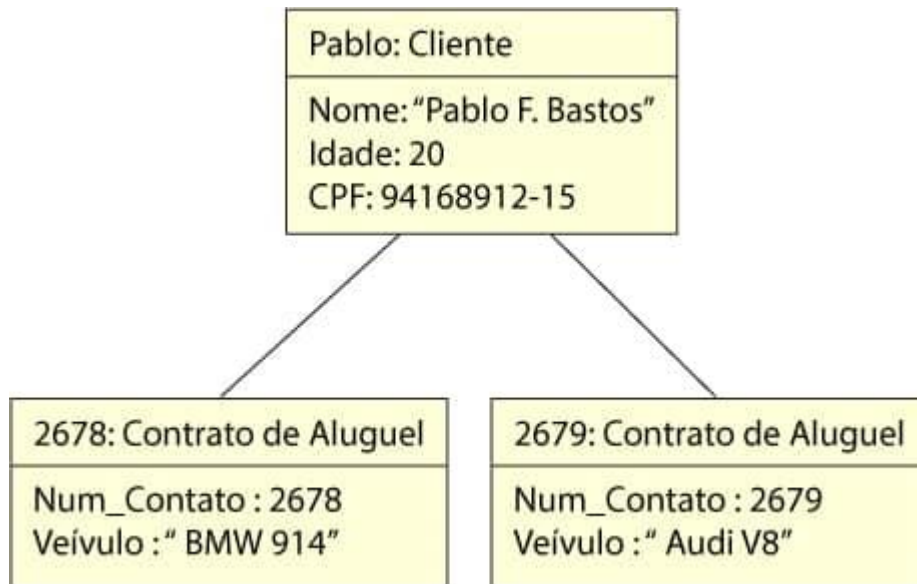 Pablo: Cliente
Nome: “Pablo F. Bastos”
Idade: 20
CPF: 94168912-15
2678: Contrato de Aluguel
Num_Contato : 2678
Veívulo : “ BMW 914”
2679: Contrato de Aluguel
Num_Contato : 2679
Veívulo : “ Audi V8”